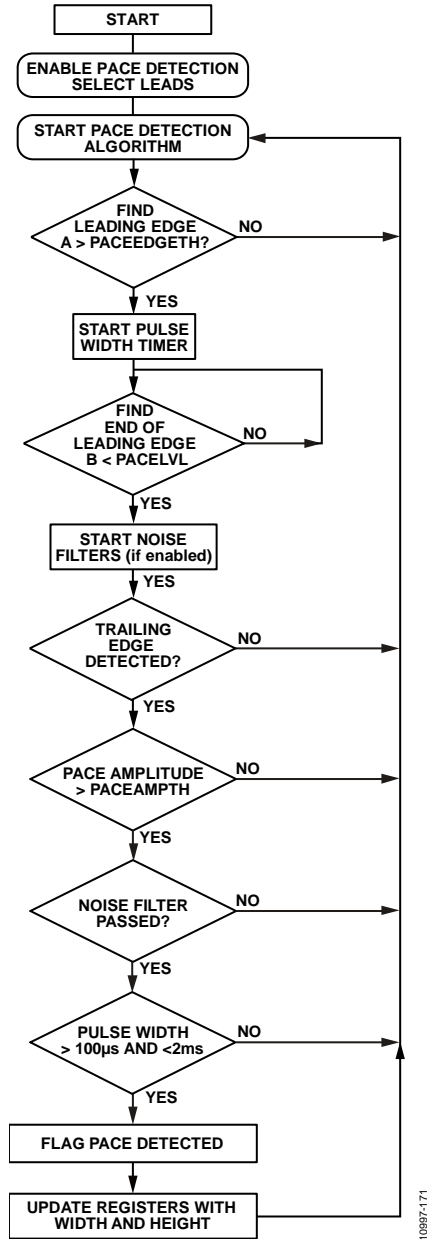 START
ENABLE PACE DETECTION
SELECT LEADS
START PACE DETECTION
ALGORITHM
FIND
LEADING EDGE
A > PACEEDGETH?
NO
YES
START PULSE
WIDTH TIMER
FIND
END OF
LEADING EDGE
B < PACELVL
NO
YES
START NOISE
FILTERS (if enabled)
YES
TRAILING
EDGE
DETECTED?
NO
YES
PACE AMPLITUDE
> PACEAMPTH
NO
YES
NOISE FILTER
PASSED?
NO
YES
PULSE WIDTH
> 100µs AND <2ms
NO
YES
FLAG PACE DETECTED
UPDATE REGISTERS WITH
WIDTH AND HEIGHT
10997-171